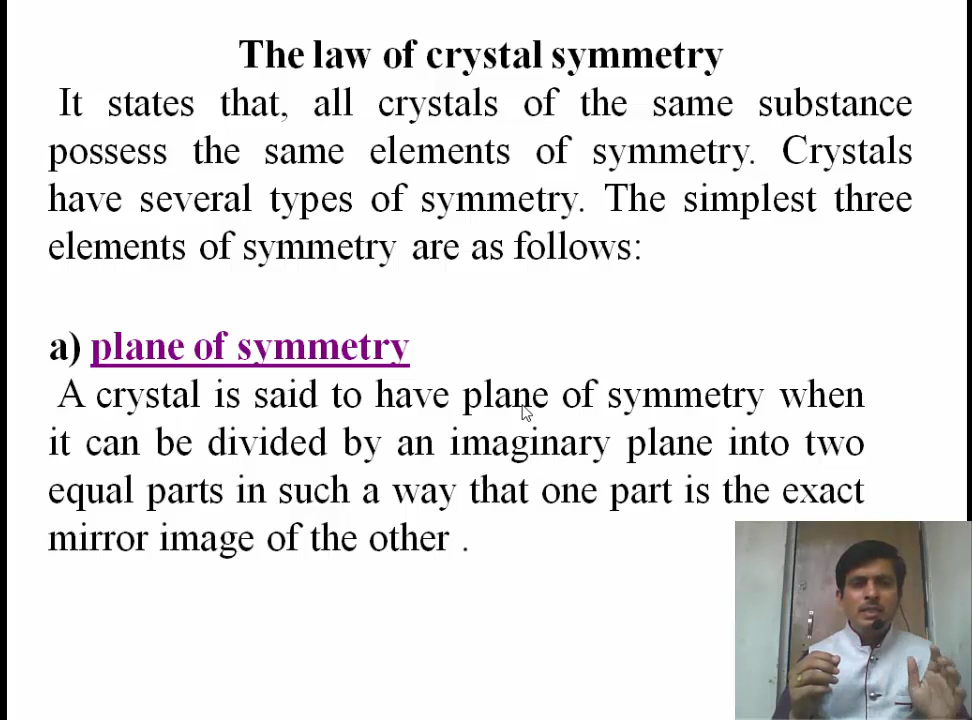 The law of crystal symmetry
It states that, all crystals of the same substance
possess the same elements of symmetry. Crystals
have several types of symmetry. The simplest three
elements of symmetry are as follows:
a) plane of symmetry
A crystal is said to have plane of symmetry when
it can be divided by an imaginary plane into two
equal parts in such a way that one part is the exact
mirror image of the other .